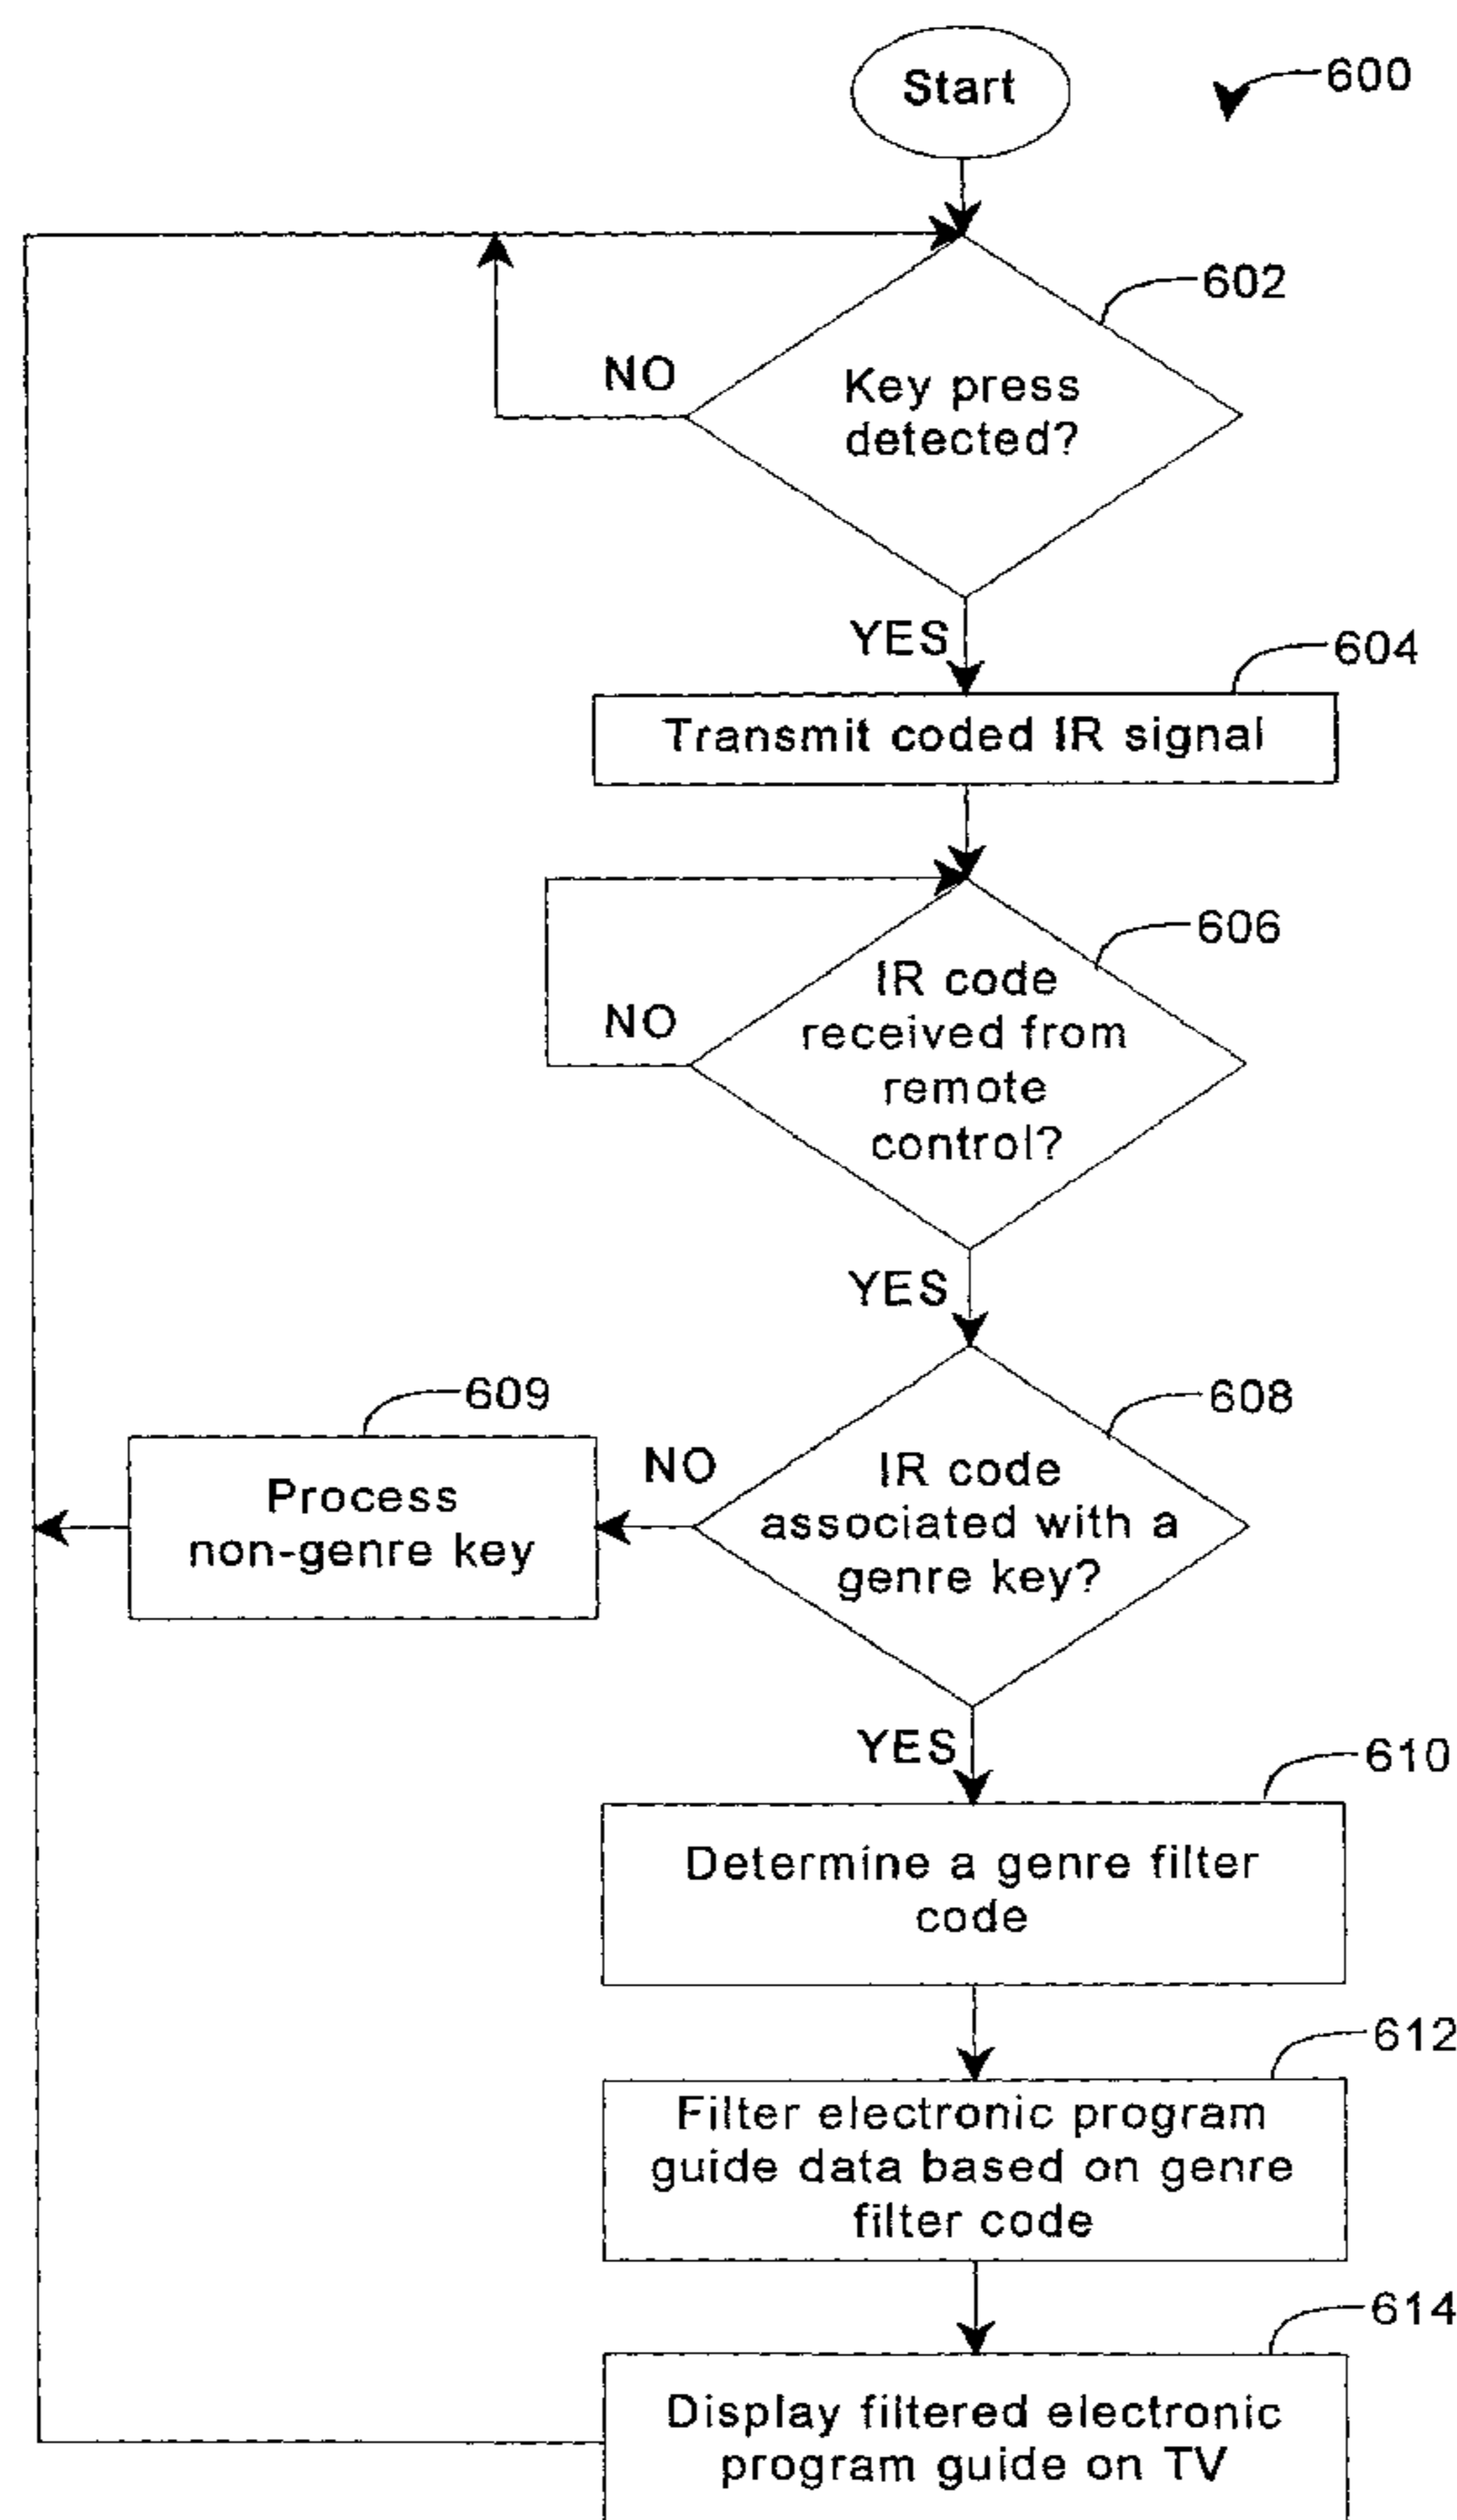 Start
600
602
NO
Key press
detected?
YES
604
Transmit coded IR signal
606
NO
IR code
received from
remote
control?
YES
609
608
Process
non-genre key
NO
IR code
associated with a
genre key?
YES
610
Determine a genre filter
code
612
Filter electronic program
guide data based on genre
filter code
614
Display filtered electronic
program guide on TV